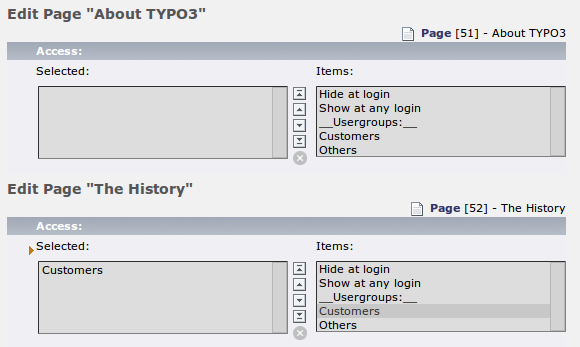 Edit Page "About TYPO3"
Page [51] - About TYPO3
Access:
Selected:
Items:
Hide at login
Show at any login
__Usergroups:__
Customers
Others
Edit Page "The History"
Page [52] - The History
Access:
Selected:
Items:
Customers
Hide at login
Show at any login
__Usergroups:__
Customers
Others